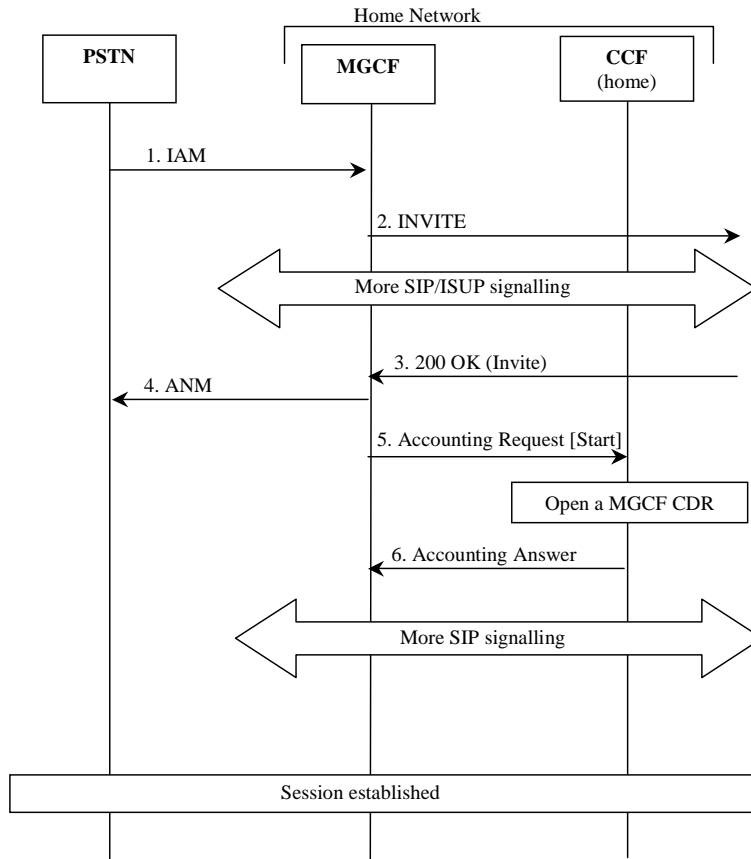 Home Network
PSTN
MGCF
CCF
(home)
1. IAM
2. INVITE
More SIP/ISUP signalling
3. 200 OK (Invite)
4. ANM
5. Accounting Request [Start]
Open a MGCF CDR
6. Accounting Answer
More SIP signalling
Session established